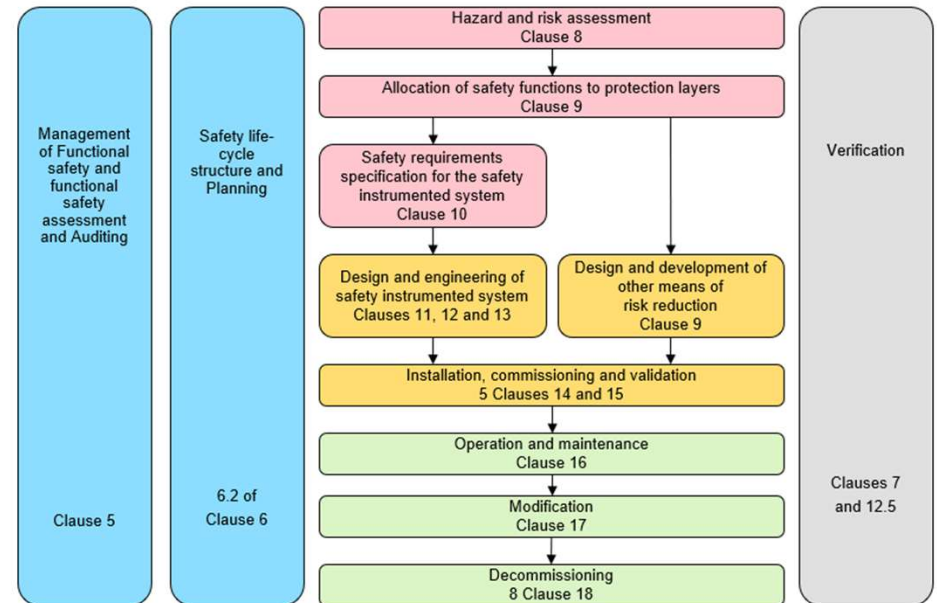 Management
of Functional
safety and
functional
safety
assessment
and Auditing
Clause 5
Safety life-
cycle
structure and
Planning
6.2 of
Clause 6
Hazard and risk assessment
Clause 8
Allocation of safety functions to protection layers
Clause 9
Safety requirements
specification for the safety
instrumented system
Clause 10
Design and engineering of
safety instrumented system
Clauses 11, 12 and 13
Design and development of
other means of
risk reduction
Clause 9
Installation, commissioning and validation
5 Clauses 14 and 15
Operation and maintenance
Clause 16
Modification
Clause 17
Decommissioning
8 Clause 18
Verification
Clauses 7
and 12.5